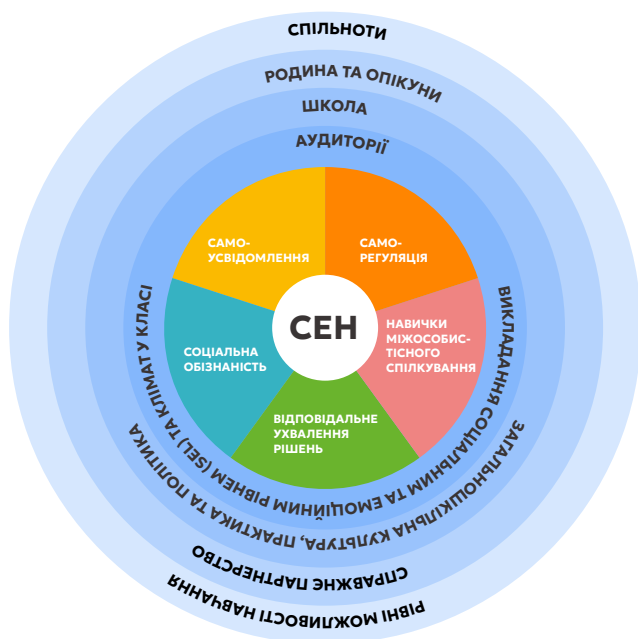 СПІЛЬНОТИ
РОДИНА ТА ОПІКУНИ
ШКОЛА
АУДИТОРІЇ
САМО-
УСВІДОМЛЕННЯ
САМО-
РЕГУЛЯЦІЯ
СЕН
СОЦІАЛЬНА
ОБІЗНАНІСТЬ
НАВИЧКИ
МІЖОСОБИС-
ТІСНОГО
СПІЛКУВАННЯ
ВІДПОВІДАЛЬНЕ
УХВАЛЕННЯ
РІШЕНЬ
ВИКЛАДАННЯ СОЦІАЛЬНИМ ТА ЕМОЦІЙНИМ РІВНЕМ (SEL) ТА КЛІМАТ У КЛАСІ
ЗАГАЛЬНОШКІЛЬНА КУЛЬТУРА, ПРАКТИКА ТА ПОЛІТИКА
СПРАВЖНЄ ПАРТНЕРСТВО
РІВНІ МОЖЛИВОСТІ НАВЧАННЯ